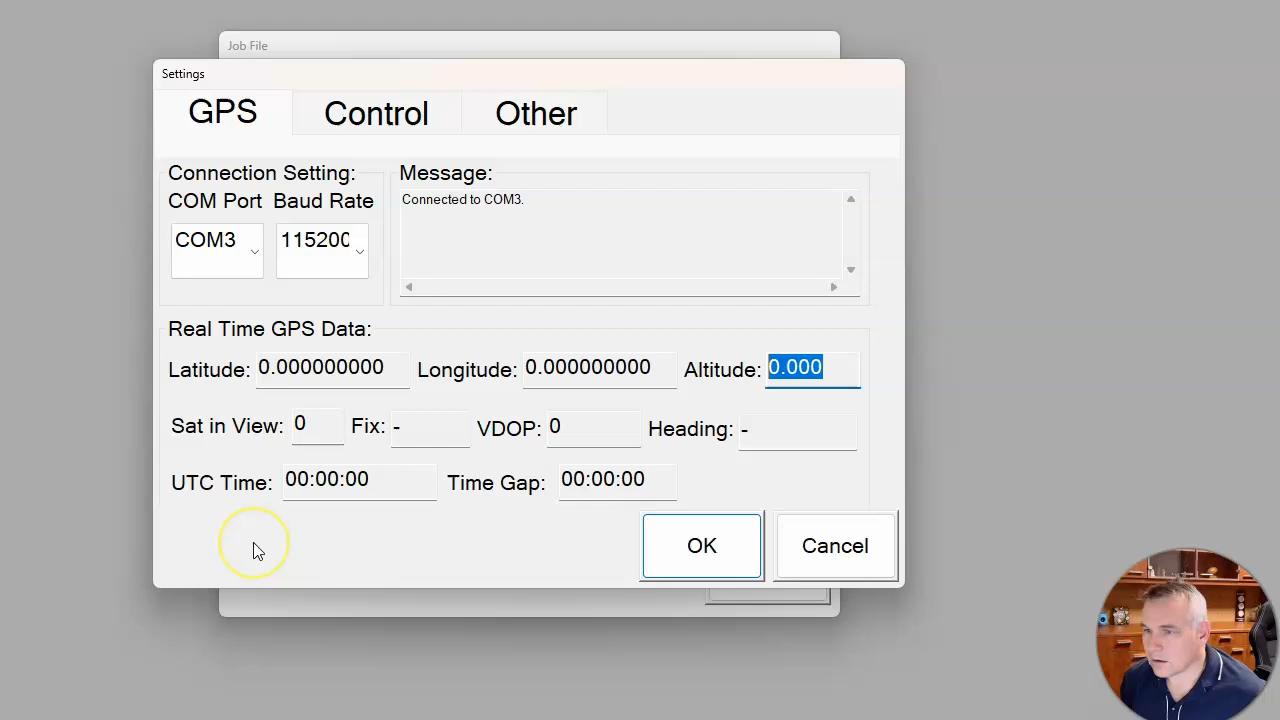 Job File
Settings
GPS Control Other
Connection Setting: Message:
COM Port Baud Rate
Connected to COM3.
COM3 115200
Real Time GPS Data:
Latitude: 0.000000000 Longitude: 0.000000000 Altitude: 0.000
Sat in View: 0 Fix: - VDOP: 0 Heading: -
UTC Time: 00:00:00 Time Gap: 00:00:00
OK Cancel